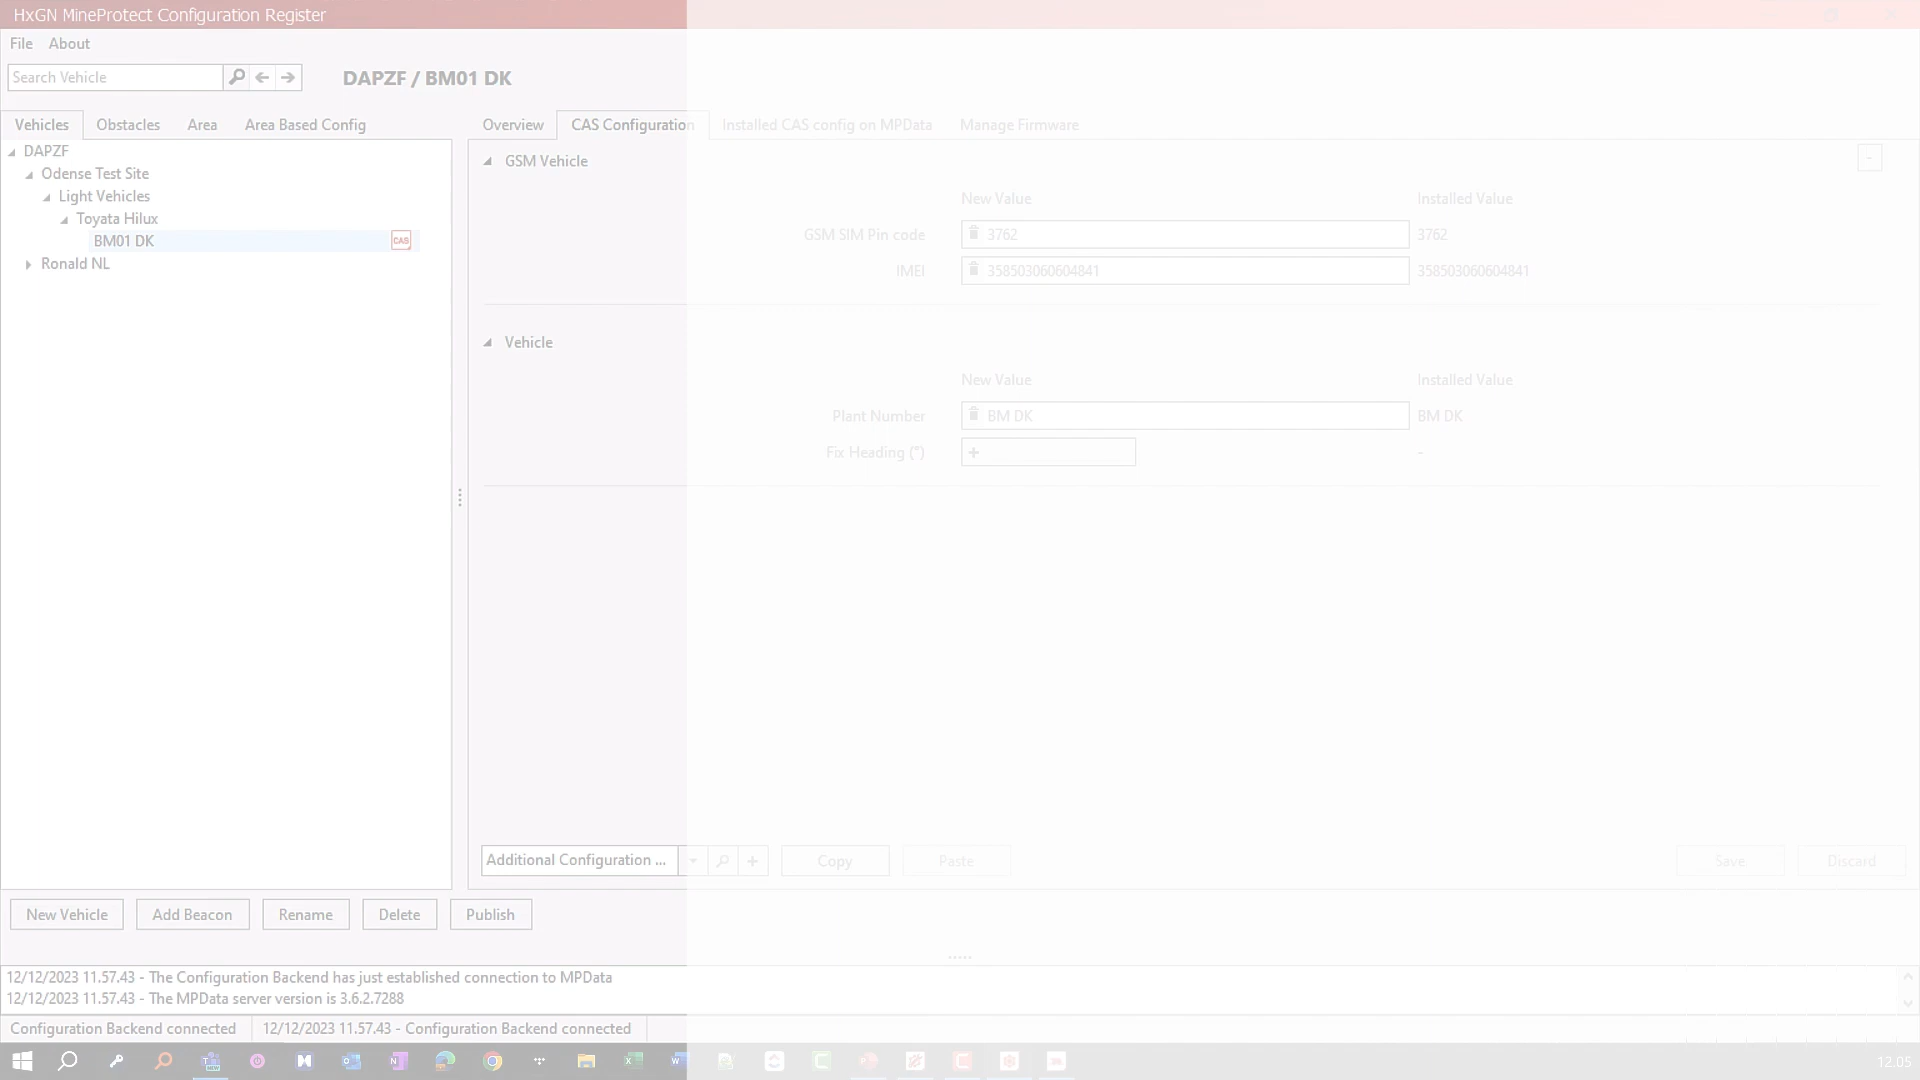 HxGN MineProtect Configuration Register
File About
Search Vehicle
DAPZF / BM01 DK
Vehicles Obstacles Area Area Based Config
Overview CAS Configuration Installed CAS config on MPData Manage Firmware
DAPZF
Odense Test Site
Light Vehicles
Toyata Hilux
BM01 DK CAS
Ronald NL
GSM Vehicle
-
New Value Installed Value
GSM SIM Pin code 3762 3762
IMEI 358503060604841 358503060604841
Vehicle
New Value Installed Value
Plant Number BM DK BM DK
Fix Heading (*) + -
Additional Configuration ... + Copy Paste Save Discard
New Vehicle Add Beacon Rename Delete Publish
12/12/2023 11.57.43 - The Configuration Backend has just established connection to MPData
12/12/2023 11.57.43 - The MPData server version is 3.6.2.7288
Configuration Backend connected 12/12/2023 11.57.43 - Configuration Backend connected
12.05